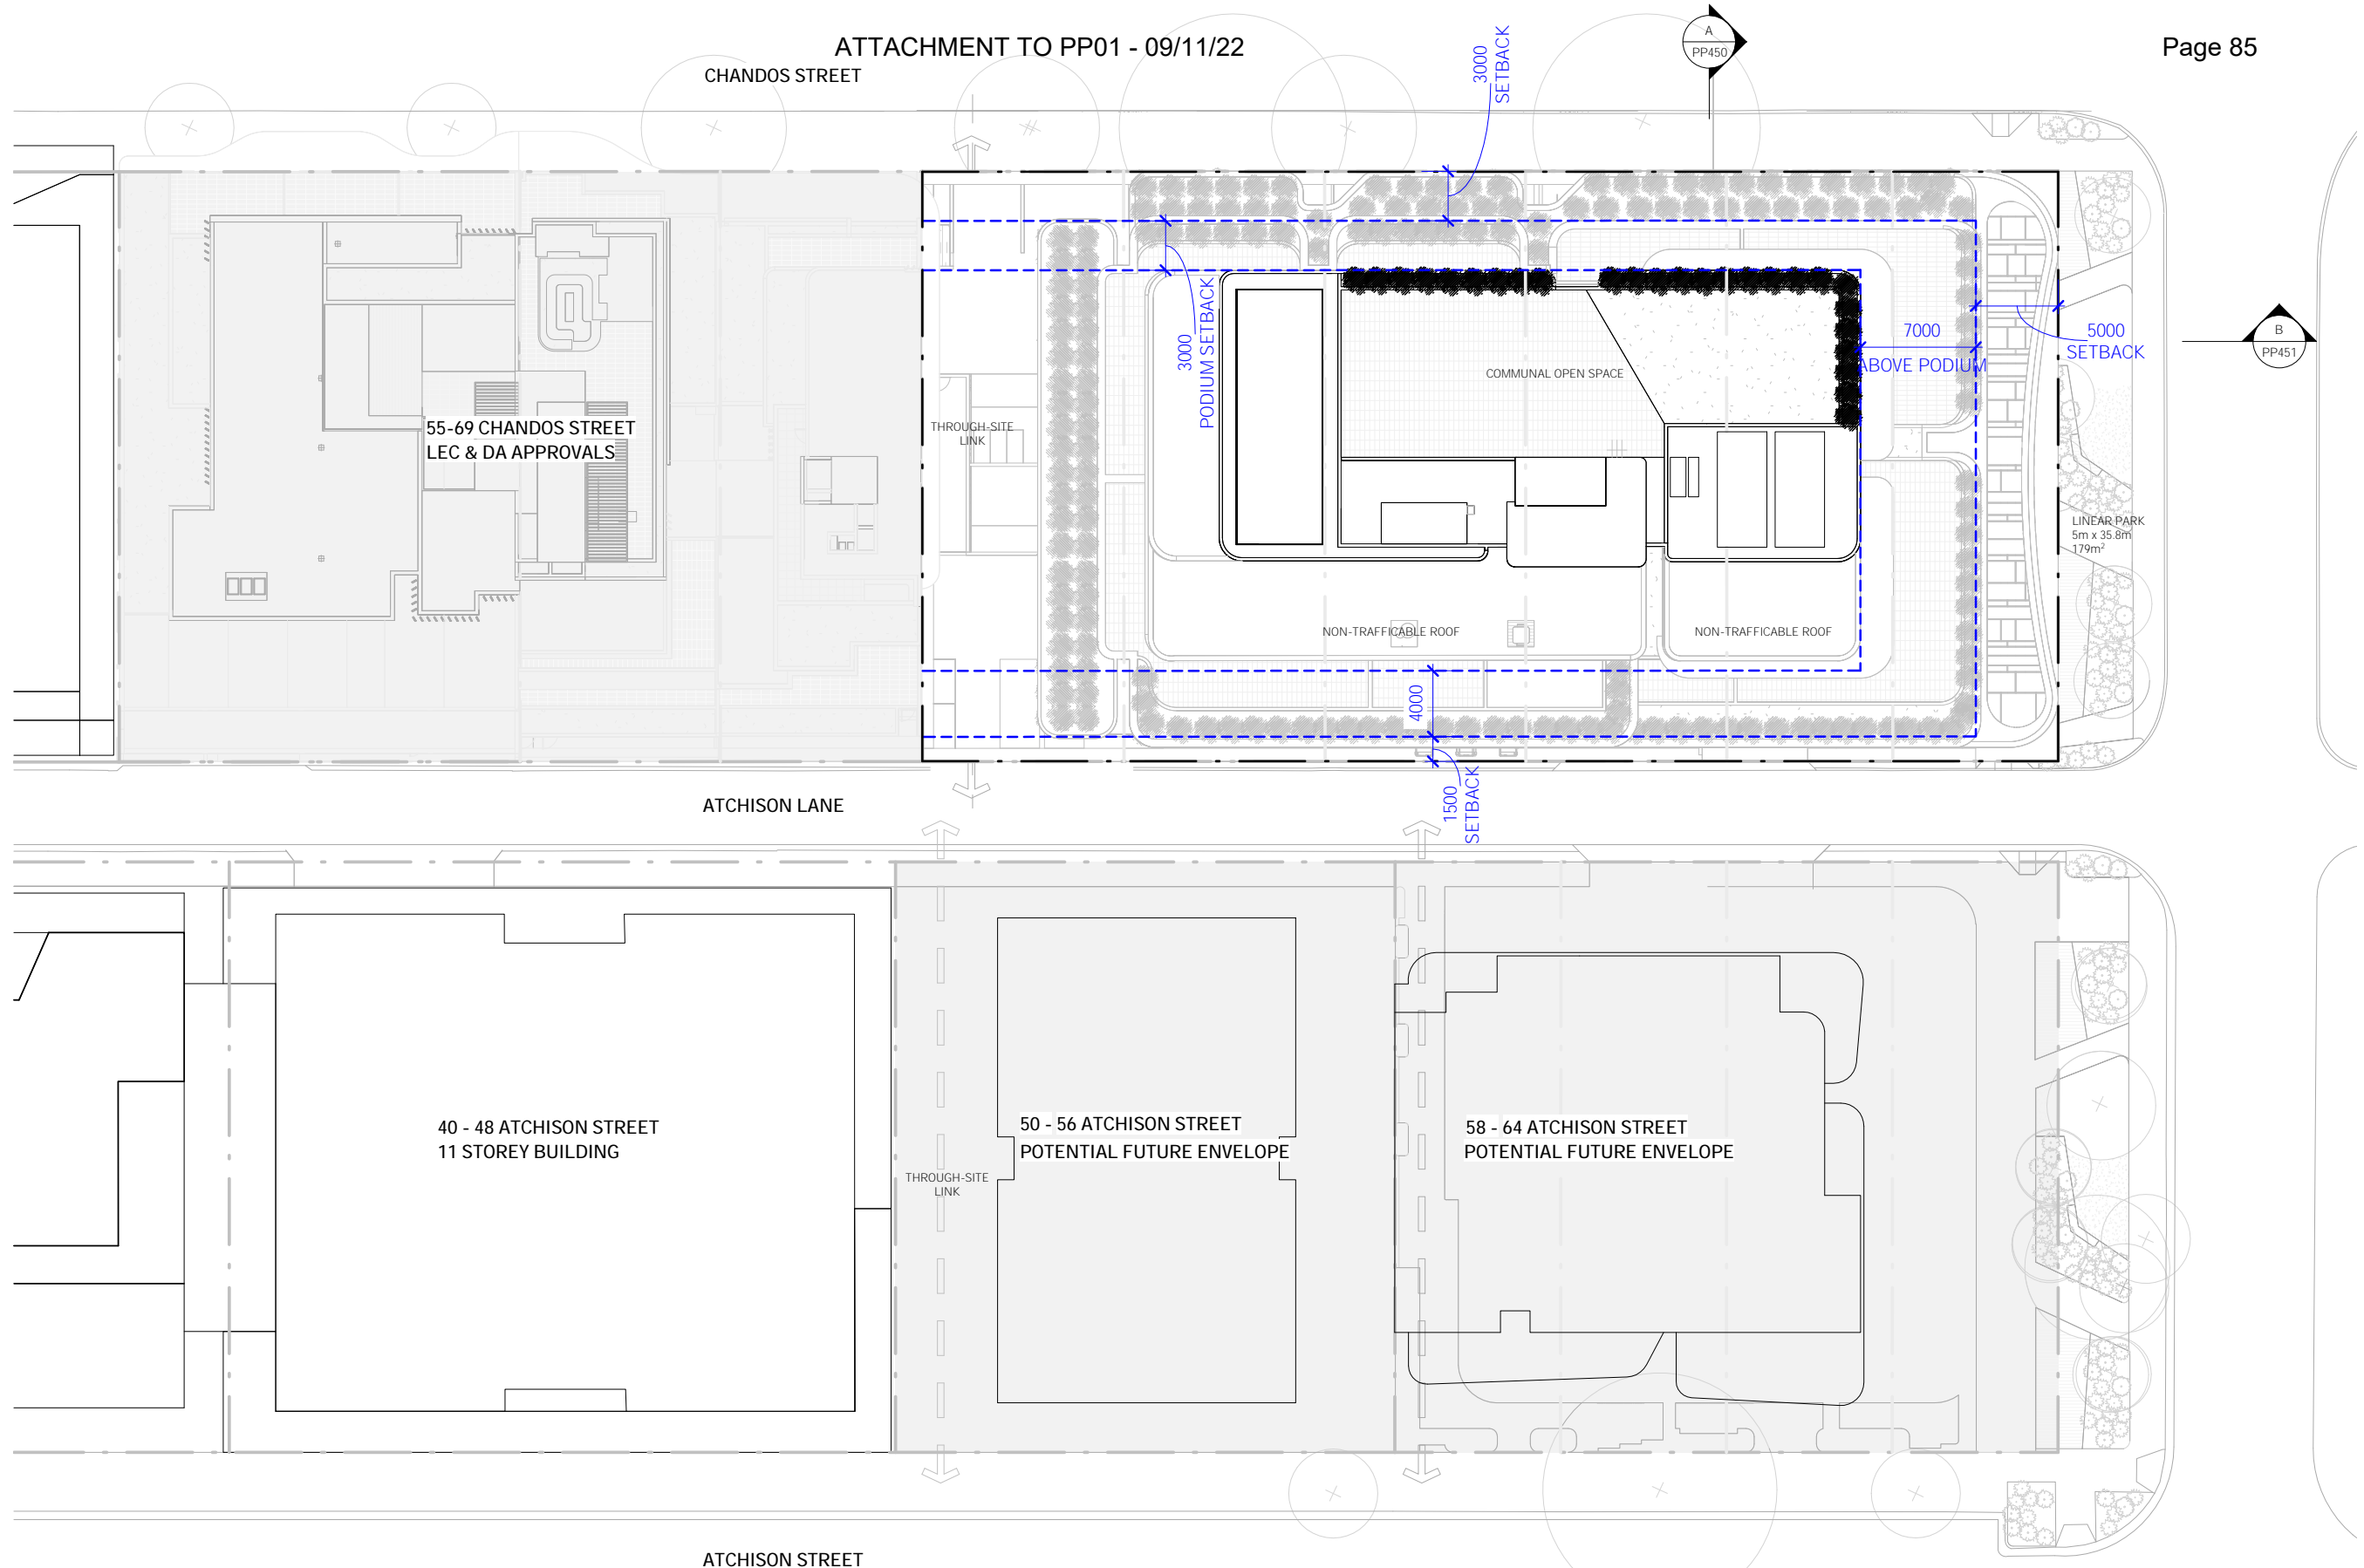 ATTACHMENT TO PP01 - 09/11/22
Page 85
CHANDOS STREET
A
PP450
3000
SETBACK
3000
PODIUM SETBACK
7000
ABOVE PODIUM
5000
SETBACK
B
PP451
COMMUNAL OPEN SPACE
55-69 CHANDOS STREET
LEC & DA APPROVALS
THROUGH-SITE
LINK
LINEAR PARK
5m x 35.8m
179m²
NON-TRAFFICABLE ROOF
NON-TRAFFICABLE ROOF
4000
1500
SETBACK
ATCHISON LANE
40 - 48 ATCHISON STREET
11 STOREY BUILDING
50 - 56 ATCHISON STREET
POTENTIAL FUTURE ENVELOPE
58 - 64 ATCHISON STREET
POTENTIAL FUTURE ENVELOPE
THROUGH-SITE
LINK
ATCHISON STREET